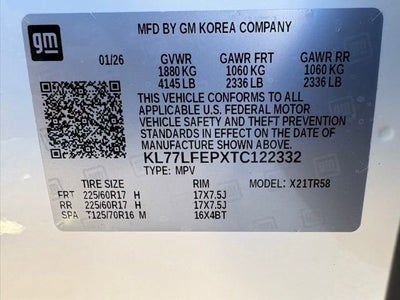 gm
MFD BY GM KOREA COMPANY
01/26 GVWR GAWR FRT GAWR RR
1880 KG 1060 KG 1060 KG
4145 LB 2336 LB 2336 LB
THIS VEHICLE CONFORMS TO ALL
APPLICABLE U.S. FEDERAL MOTOR
VEHICLE SAFETY AND THEFT
PREVENTION STANDARDS IN EFFECT ON
THE DATE OF MANUFACTURE SHOWN ABOVE.
KL77LFEPXTC122332
TYPE: MPV
TIRE SIZE RIM MODEL: X21TR58
FRT 225/60R17 H 17X7.5J
RR 225/60R17 H 17X7.5J
SPA T125/70R16 M 16X4BT